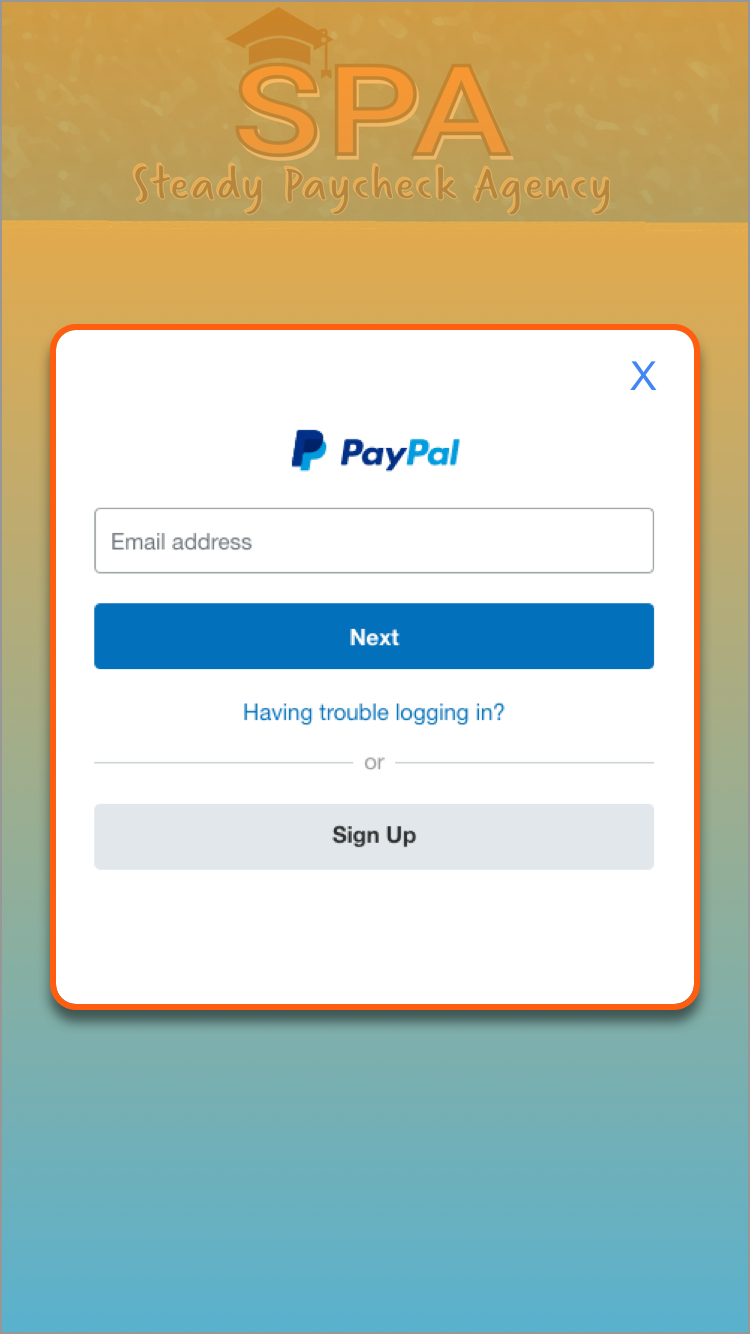 SPA
Steady Paycheck Agency
X
PayPal
Email address
Next
Having trouble logging in?
or
Sign Up